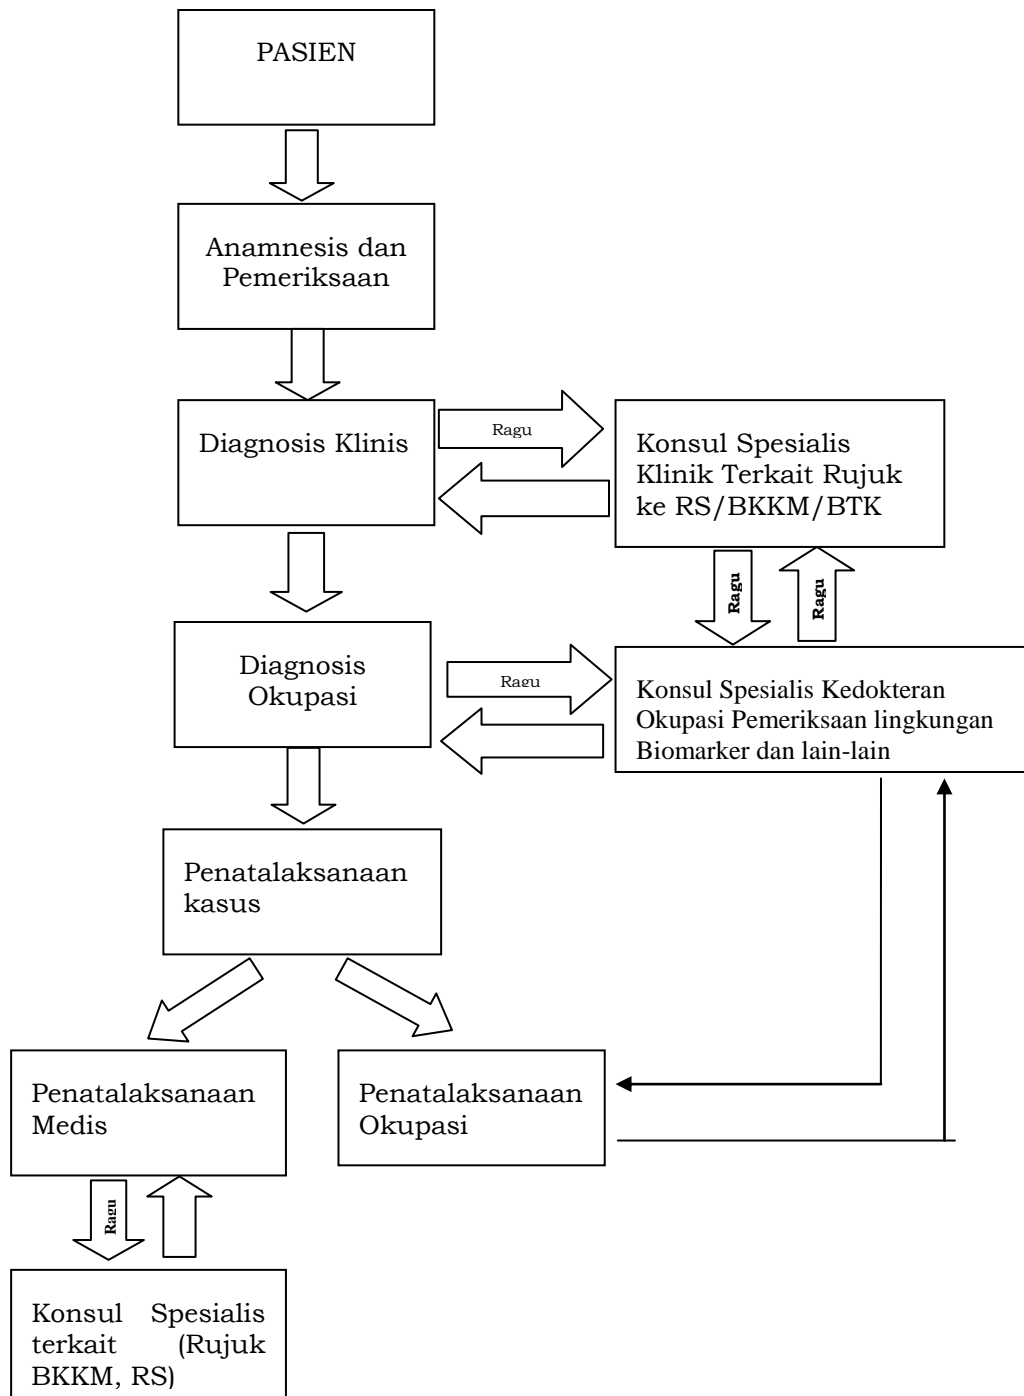 PASIEN
Anamnesis dan
Pemeriksaan
Diagnosis Klinis
Ragu
Konsul Spesialis
Klinik Terkait Rujuk
ke RS/BKKM/BTK
Ragu
Ragu
Diagnosis
Okupasi
Ragu
Konsul Spesialis Kedokteran
Okupasi Pemeriksaan lingkungan
Biomarker dan lain-lain
Penatalaksanaan
kasus
Penatalaksanaan
Medis
Penatalaksanaan
Okupasi
Ragu
Konsul Spesialis
terkait (Rujuk
BKKM, RS)